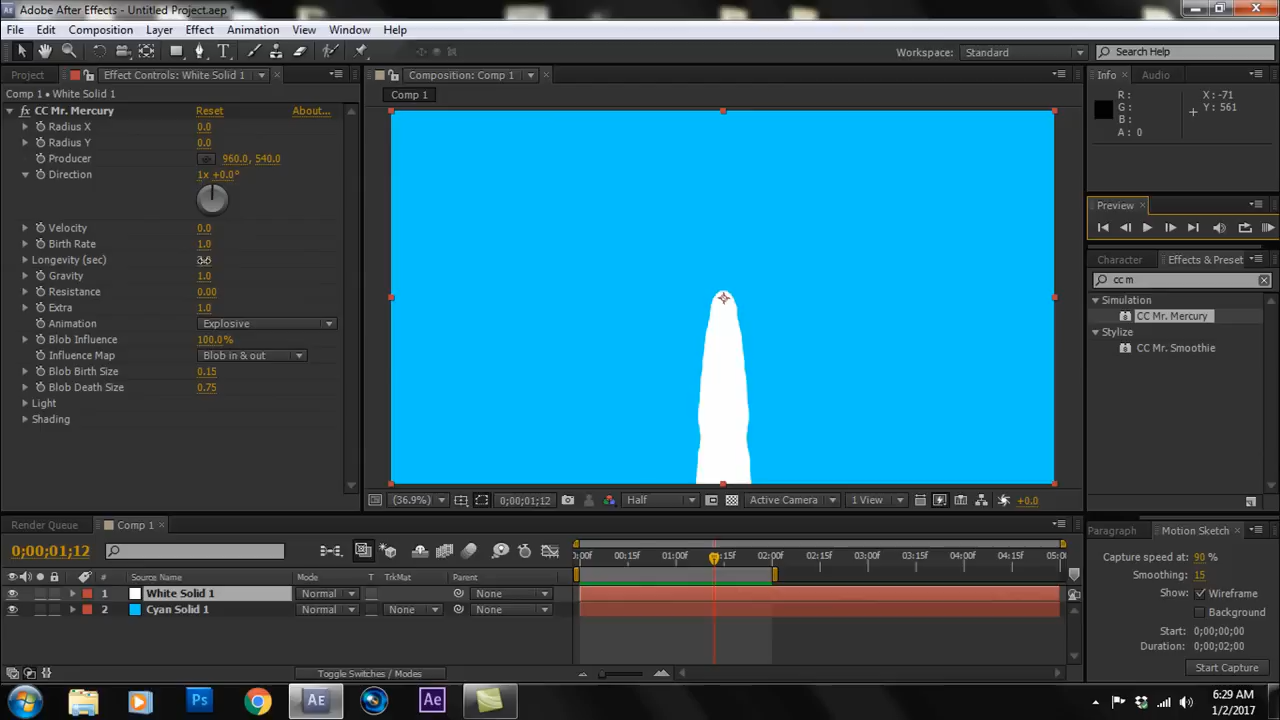 Adobe After Effects - Untitled Project.aep *
File Edit Composition Layer Effect Animation View Window Help
Workspace: Standard Search Help
Project Effect Controls: White Solid 1 Composition: Comp 1 Info Audio
Comp 1 • White Solid 1 Comp 1
CC Mr. Mercury Reset About...
Radius X 0.0
Radius Y 0.0
Producer 960.0, 540.0
Direction 1x +0.0°
Velocity 0.0
Birth Rate 1.0
Longevity (sec)
Gravity 1.0
Resistance 0.00
Extra 1.0
Animation Explosive
Blob Influence 100.0%
Influence Map Blob in & out
Blob Birth Size 0.15
Blob Death Size 0.75
Light
Shading
R :
G :
B :
A : 0
X : -71
Y : 561
Preview
Character Effects & Preset
cc m
Simulation
CC Mr. Mercury
Stylize
CC Mr. Smoothie
(36.9%) 0;00;01;12 Half Active Camera 1 View +0.0
Render Queue Comp 1
0;00;01;12
:00f 00:15f 01:00f :15f 02:00f 02:15f 03:00f 03:15f 04:00f 04:15f 05:00f
# Source Name Mode T TrkMat Parent
1 White Solid 1 Normal None
2 Cyan Solid 1 Normal None None
Toggle Switches / Modes
Paragraph Motion Sketch
Capture speed at: 90 %
Smoothing: 15
Show: Wireframe
Background
Start: 0;00;00;00
Duration: 0;00;02;00
Start Capture
Ps Ae Ae
6:29 AM
1/2/2017